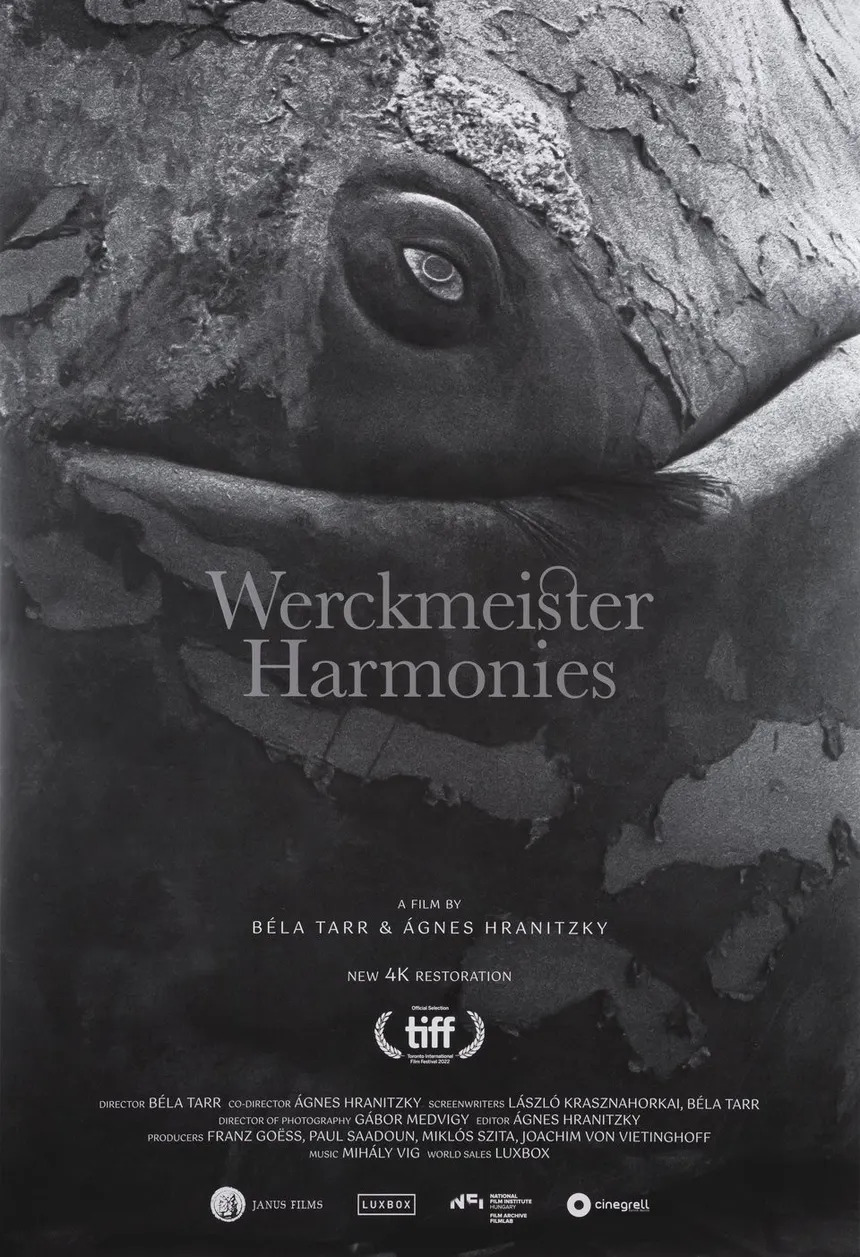 Werckmeister
Harmonies
A FILM BY
BÉLA TARR & ÁGNES HRANITZKY
NEW 4K RESTORATION
Official Selection
tiff
Toronto International
Film Festival 2022
DIRECTOR BÉLA TARR CO-DIRECTOR ÁGNES HRANITZKY SCREENWRITERS LÁSZLÓ KRASZNAHORKAI, BÉLA TARR
DIRECTOR OF PHOTOGRAPHY GÁBOR MEDVIGY EDITOR ÁGNES HRANITZKY
PRODUCERS FRANZ GOËSS, PAUL SAADOUN, MIKLÓS SZITA, JOACHIM VON VIETINGHOFF
MUSIC MIHÁLY VIG WORLD SALES LUXBOX
JANUS FILMS
LUXBOX
NFI
NATIONAL
FILM INSTITUTE
HUNGARY
FILM ARCHIVE
FILMLAB
cinegrell